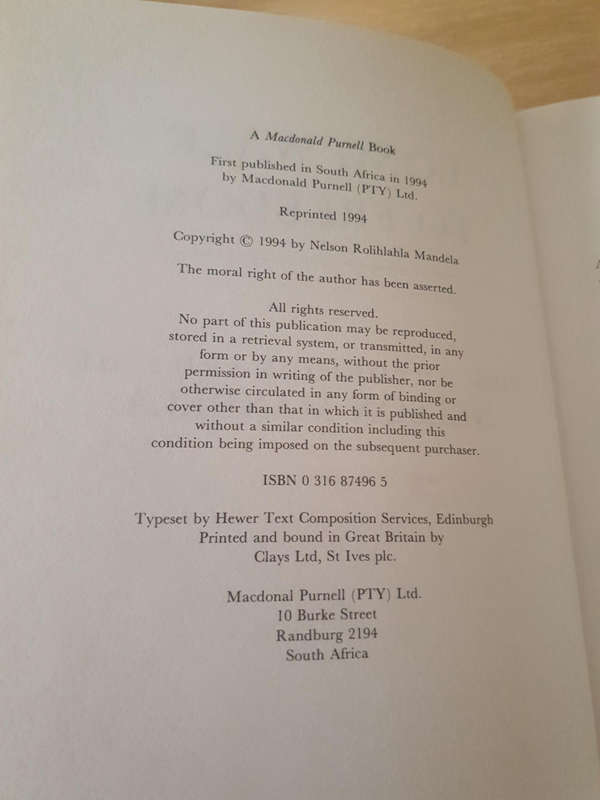 A Macdonald Purnell Book
First published in South Africa in 1994
by Macdonald Purnell (PTY) Ltd.
Reprinted 1994
Copyright © 1994 by Nelson Rolihlahla Mandela
The moral right of the author has been asserted.
All rights reserved.
No part of this publication may be reproduced,
stored in a retrieval system, or transmitted, in any
form or by any means, without the prior
permission in writing of the publisher, nor be
otherwise circulated in any form of binding or
cover other than that in which it is published and
without a similar condition including this
condition being imposed on the subsequent purchaser.
ISBN 0 316 87496 5
Typeset by Hewer Text Composition Services, Edinburgh
Printed and bound in Great Britain by
Clays Ltd, St Ives plc.
Macdonal Purnell (PTY) Ltd.
10 Burke Street
Randburg 2194
South Africa